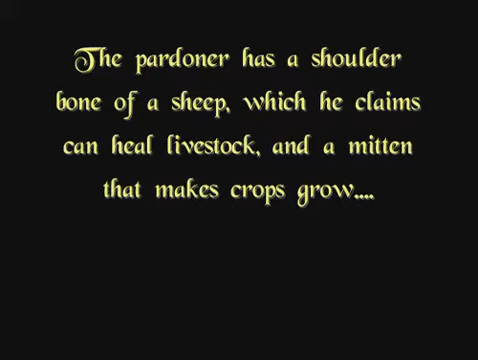 The pardoner has a shoulder
bone of a sheep, which he claims
can heal livestock, and a mitten
that makes crops grow....